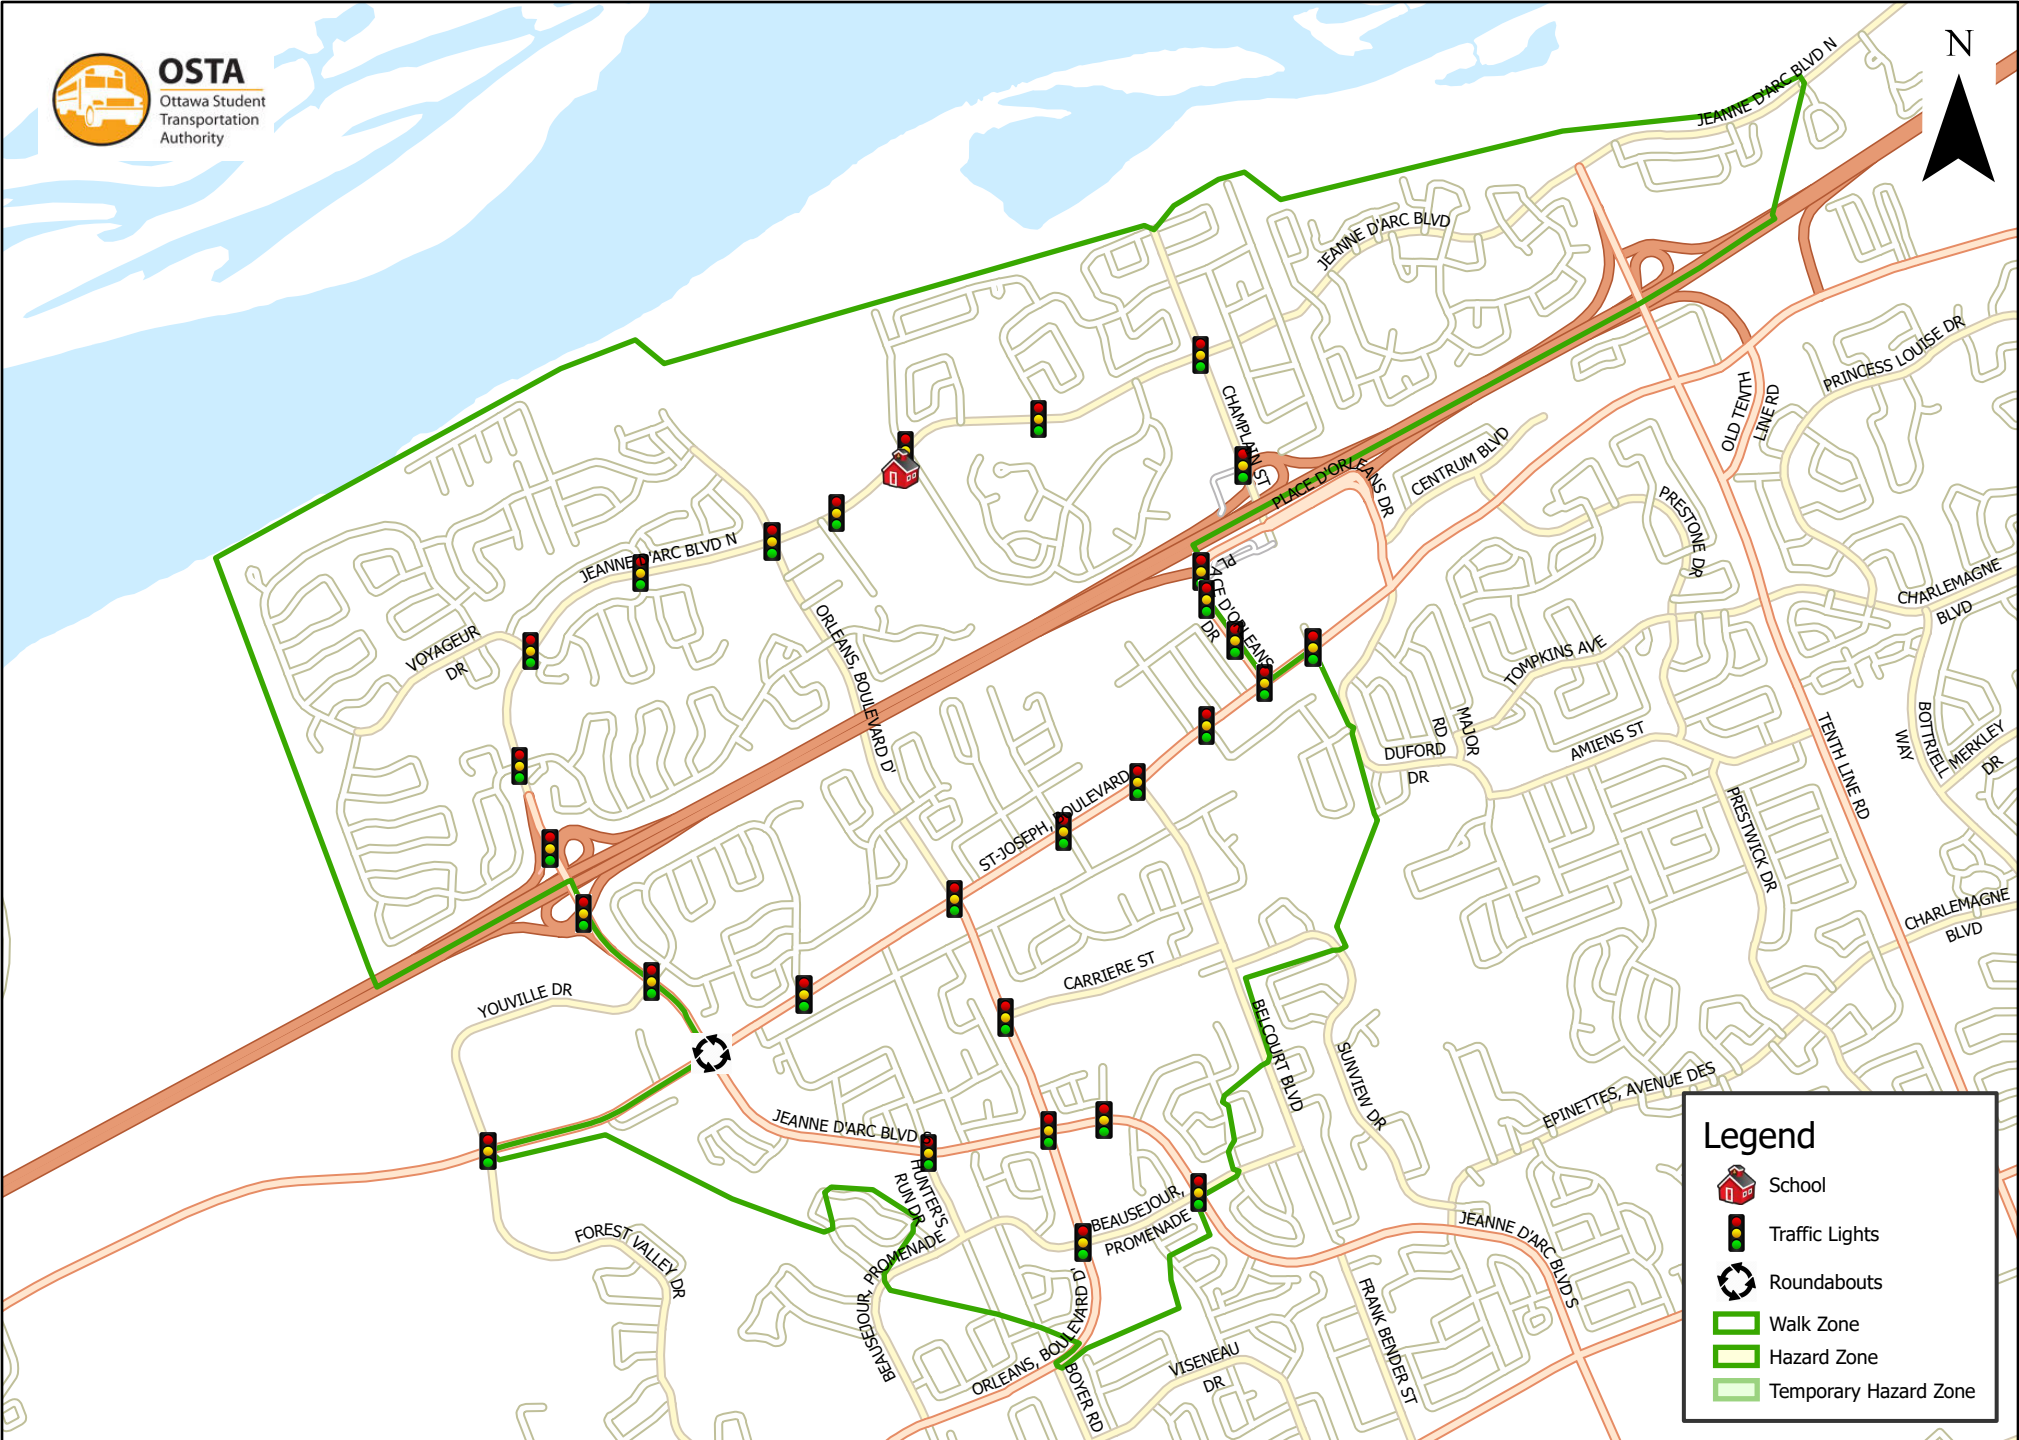 OSTA
Ottawa Student
Transportation
Authority
N
JEANNE D'ARC BLVD N
JEANNE D'ARC BLVD
PRINCESS LOUISE DR
OLD TENTH
LINE RD
CHAMPLAIN ST
PLACE D'ORLEANS DR
CENTRUM BLVD
PRESTONE DR
JEANNE D'ARC BLVD N
PLACE D'ORLEANS
DR
CHARLEMAGNE
BLVD
VOYAGEUR
DR
ORLEANS, BOULEVARD D'
TOMPKINS AVE
MAJOR
RD
DUFORD
DR
AMIENS ST
TENTH LINE RD
BOTTRIELL
WAY
MERKLEY
DR
ST-JOSEPH, BOULEVARD
PRESTWICK DR
CHARLEMAGNE
BLVD
CARRIERE ST
YOUVILLE DR
BELCOURT BLVD
SUNVIEW DR
EPINETTES, AVENUE DES
JEANNE D'ARC BLVD S
HUNTER'S
RUN DR
BEAUSEJOUR,
PROMENADE
FOREST VALLEY DR
BEAUSEJOUR, PROMENADE
JEANNE D'ARC BLVD S
ORLEANS, BOULEVARD D'
FRANK BENDER ST
VISENEAU
DR
BOYER RD
Legend
School
Traffic Lights
Roundabouts
Walk Zone
Hazard Zone
Temporary Hazard Zone